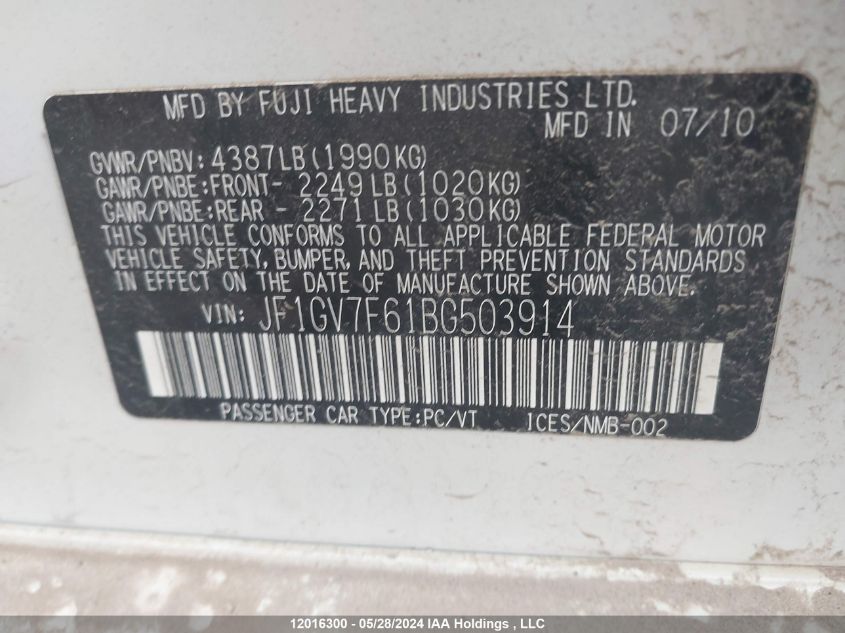 MFD BY FUJI HEAVY INDUSTRIES LTD.
MFD IN 07/10
GVWR/PNBV: 4387LB (1990KG)
GAWR/PNBE:FRONT- 2249 LB (1020KG)
GAWR/PNBE:REAR - 2271 LB (1030KG)
THIS VEHICLE CONFORMS TO ALL APPLICABLE FEDERAL MOTOR
VEHICLE SAFETY, BUMPER, AND THEFT PREVENTION STANDARDS
IN EFFECT ON THE DATE OF MANUFACTURE SHOWN ABOVE.
VIN: JF1GV7F61BG503914
PASSENGER CAR TYPE:PC/VT ICES/NMB-002
12016300 - 05/28/2024 IAA Holdings , LLC